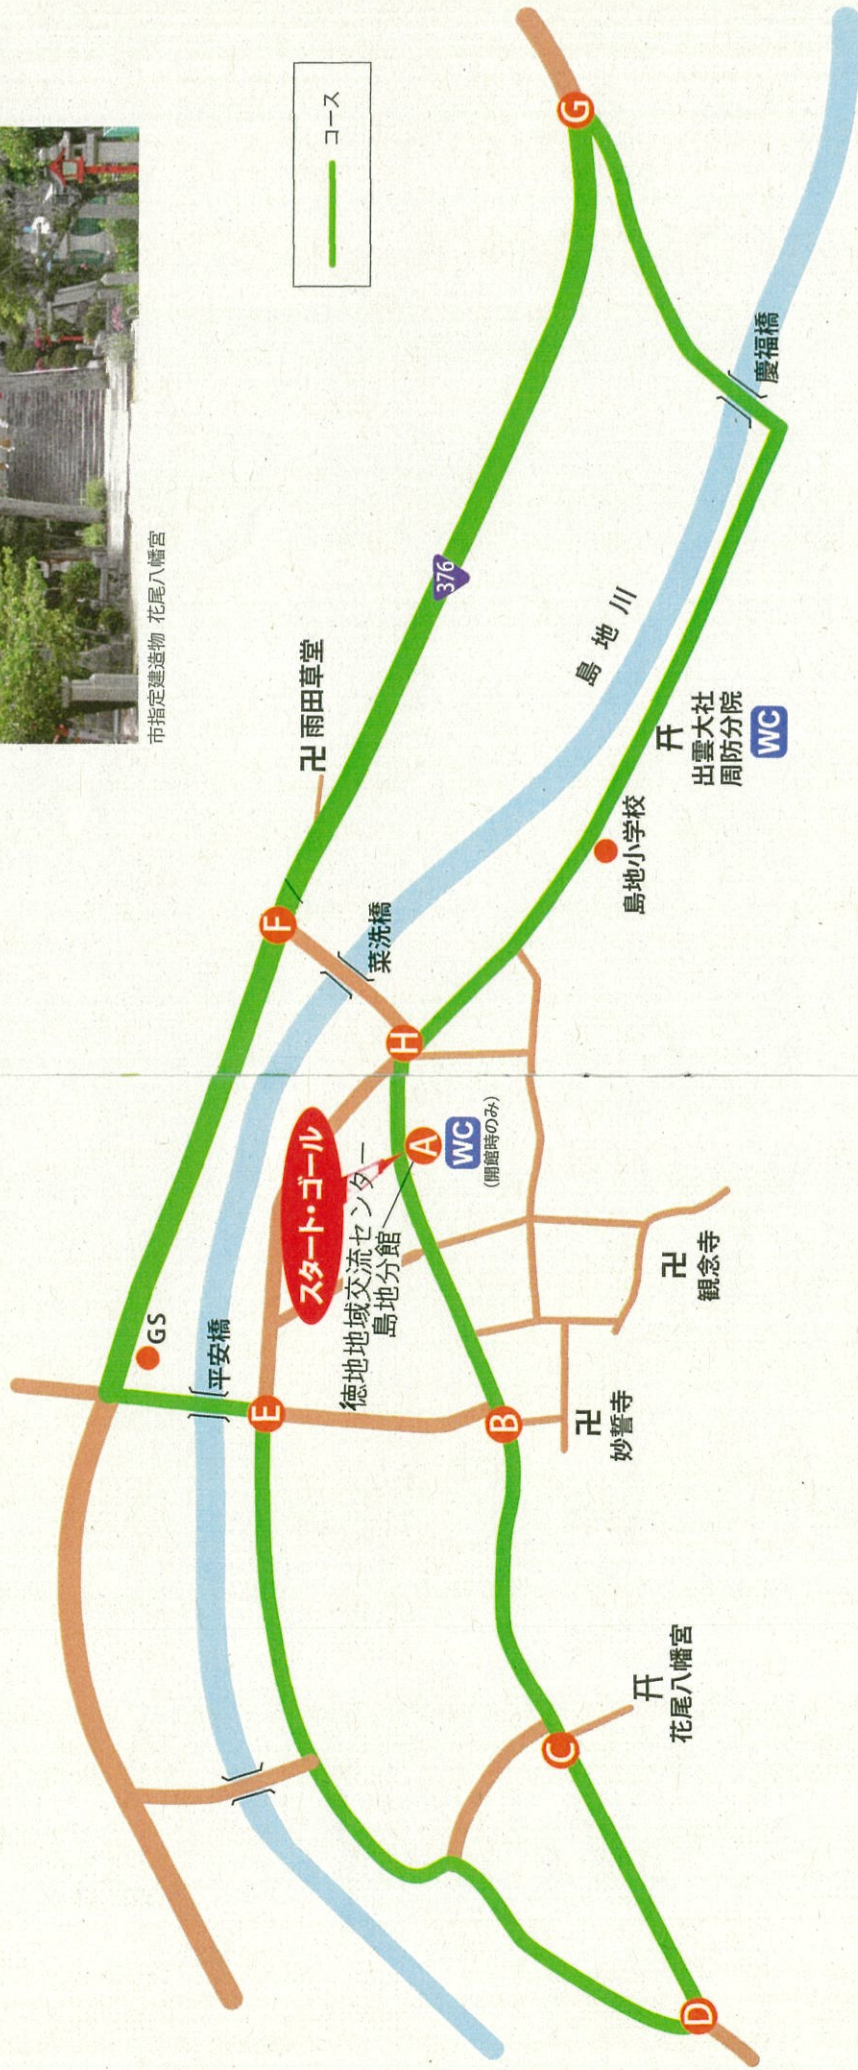 市指定建造物 花尾八幡宮
コース
G
慶福橋
376
島地川
卍 雨田草堂
出雲大社
周防分院
WC
島地小学校
F
菜洗橋
H
スタート・ゴール
A
WC
(開館時のみ)
徳地地域交流センター
島地分館
GS
平安橋
E
B
卍
観念寺
卍
妙誓寺
C
花尾八幡宮
D